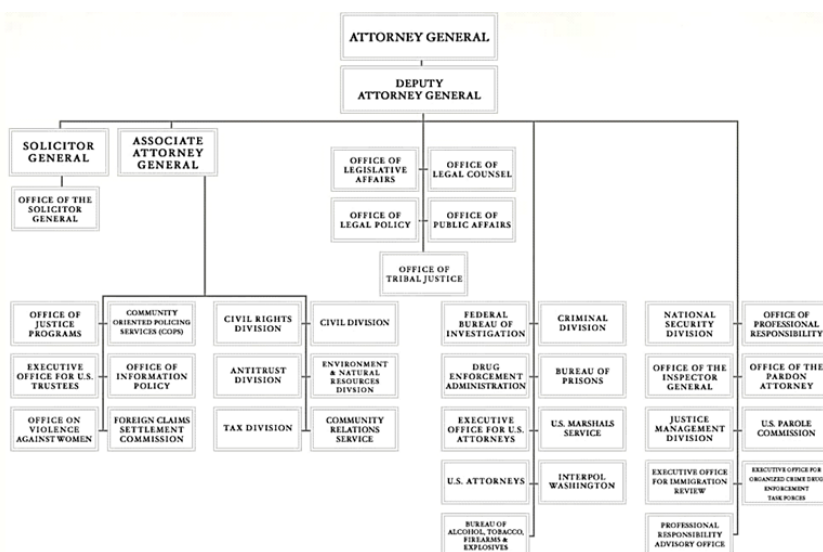 ATTORNEY GENERAL
DEPUTY
ATTORNEY GENERAL
SOLICITOR
GENERAL
ASSOCIATE
ATTORNEY
GENERAL
OFFICE OF THE
SOLICITOR
GENERAL
OFFICE OF
LEGISLATIVE
AFFAIRS
OFFICE OF
LEGAL COUNSEL
OFFICE OF
LEGAL POLICY
OFFICE OF
PUBLIC AFFAIRS
OFFICE OF
TRIBAL JUSTICE
OFFICE OF
JUSTICE
PROGRAMS
COMMUNITY
ORIENTED POLICING
SERVICES (COPS)
CIVIL RIGHTS
DIVISION
CIVIL DIVISION
FEDERAL
BUREAU OF
INVESTIGATION
CRIMINAL
DIVISION
NATIONAL
SECURITY
DIVISION
OFFICE OF
PROFESSIONAL
RESPONSIBILITY
EXECUTIVE
OFFICE FOR U.S.
TRUSTEES
OFFICE OF
INFORMATION
POLICY
ANTITRUST
DIVISION
ENVIRONMENT
& NATURAL
RESOURCES
DIVSION
DRUG
ENFORCEMENT
ADMINISTRATION
BUREAU OF
PRISONS
OFFICE OF THE
INSPECTOR
GENERAL
OFFICE OF THE
PARDON
ATTORNEY
OFFICE ON
VIOLENCE
AGAINST WOMEN
FOREIGN CLAIMS
SETTLEMENT
COMMISSION
TAX DIVISION
COMMUNITY
RELATIONS
SERVICE
EXECUTIVE
OFFICE FOR U.S.
ATTORNEYS
U.S. MARSHALS
SERVICE
JUSTICE
MANAGEMENT
DIVISION
U.S. PAROLE
COMMISSION
U.S. ATTORNEYS
INTERPOL
WASHINGTON
EXECUTIVE OFFICE
FOR IMMIGRATION
REVIEW
EXECUTIVE OFFICE FOR
ORGANIZED CRIME DRUG
ENFORCEMENT
TASK FORCES
BUREAU OF
ALCOHOL, TOBACCO,
FIREARMS &
EXPLOSIVES
PROFESSIONAL
RESPONSIBILITY
ADVISORY OFFICE